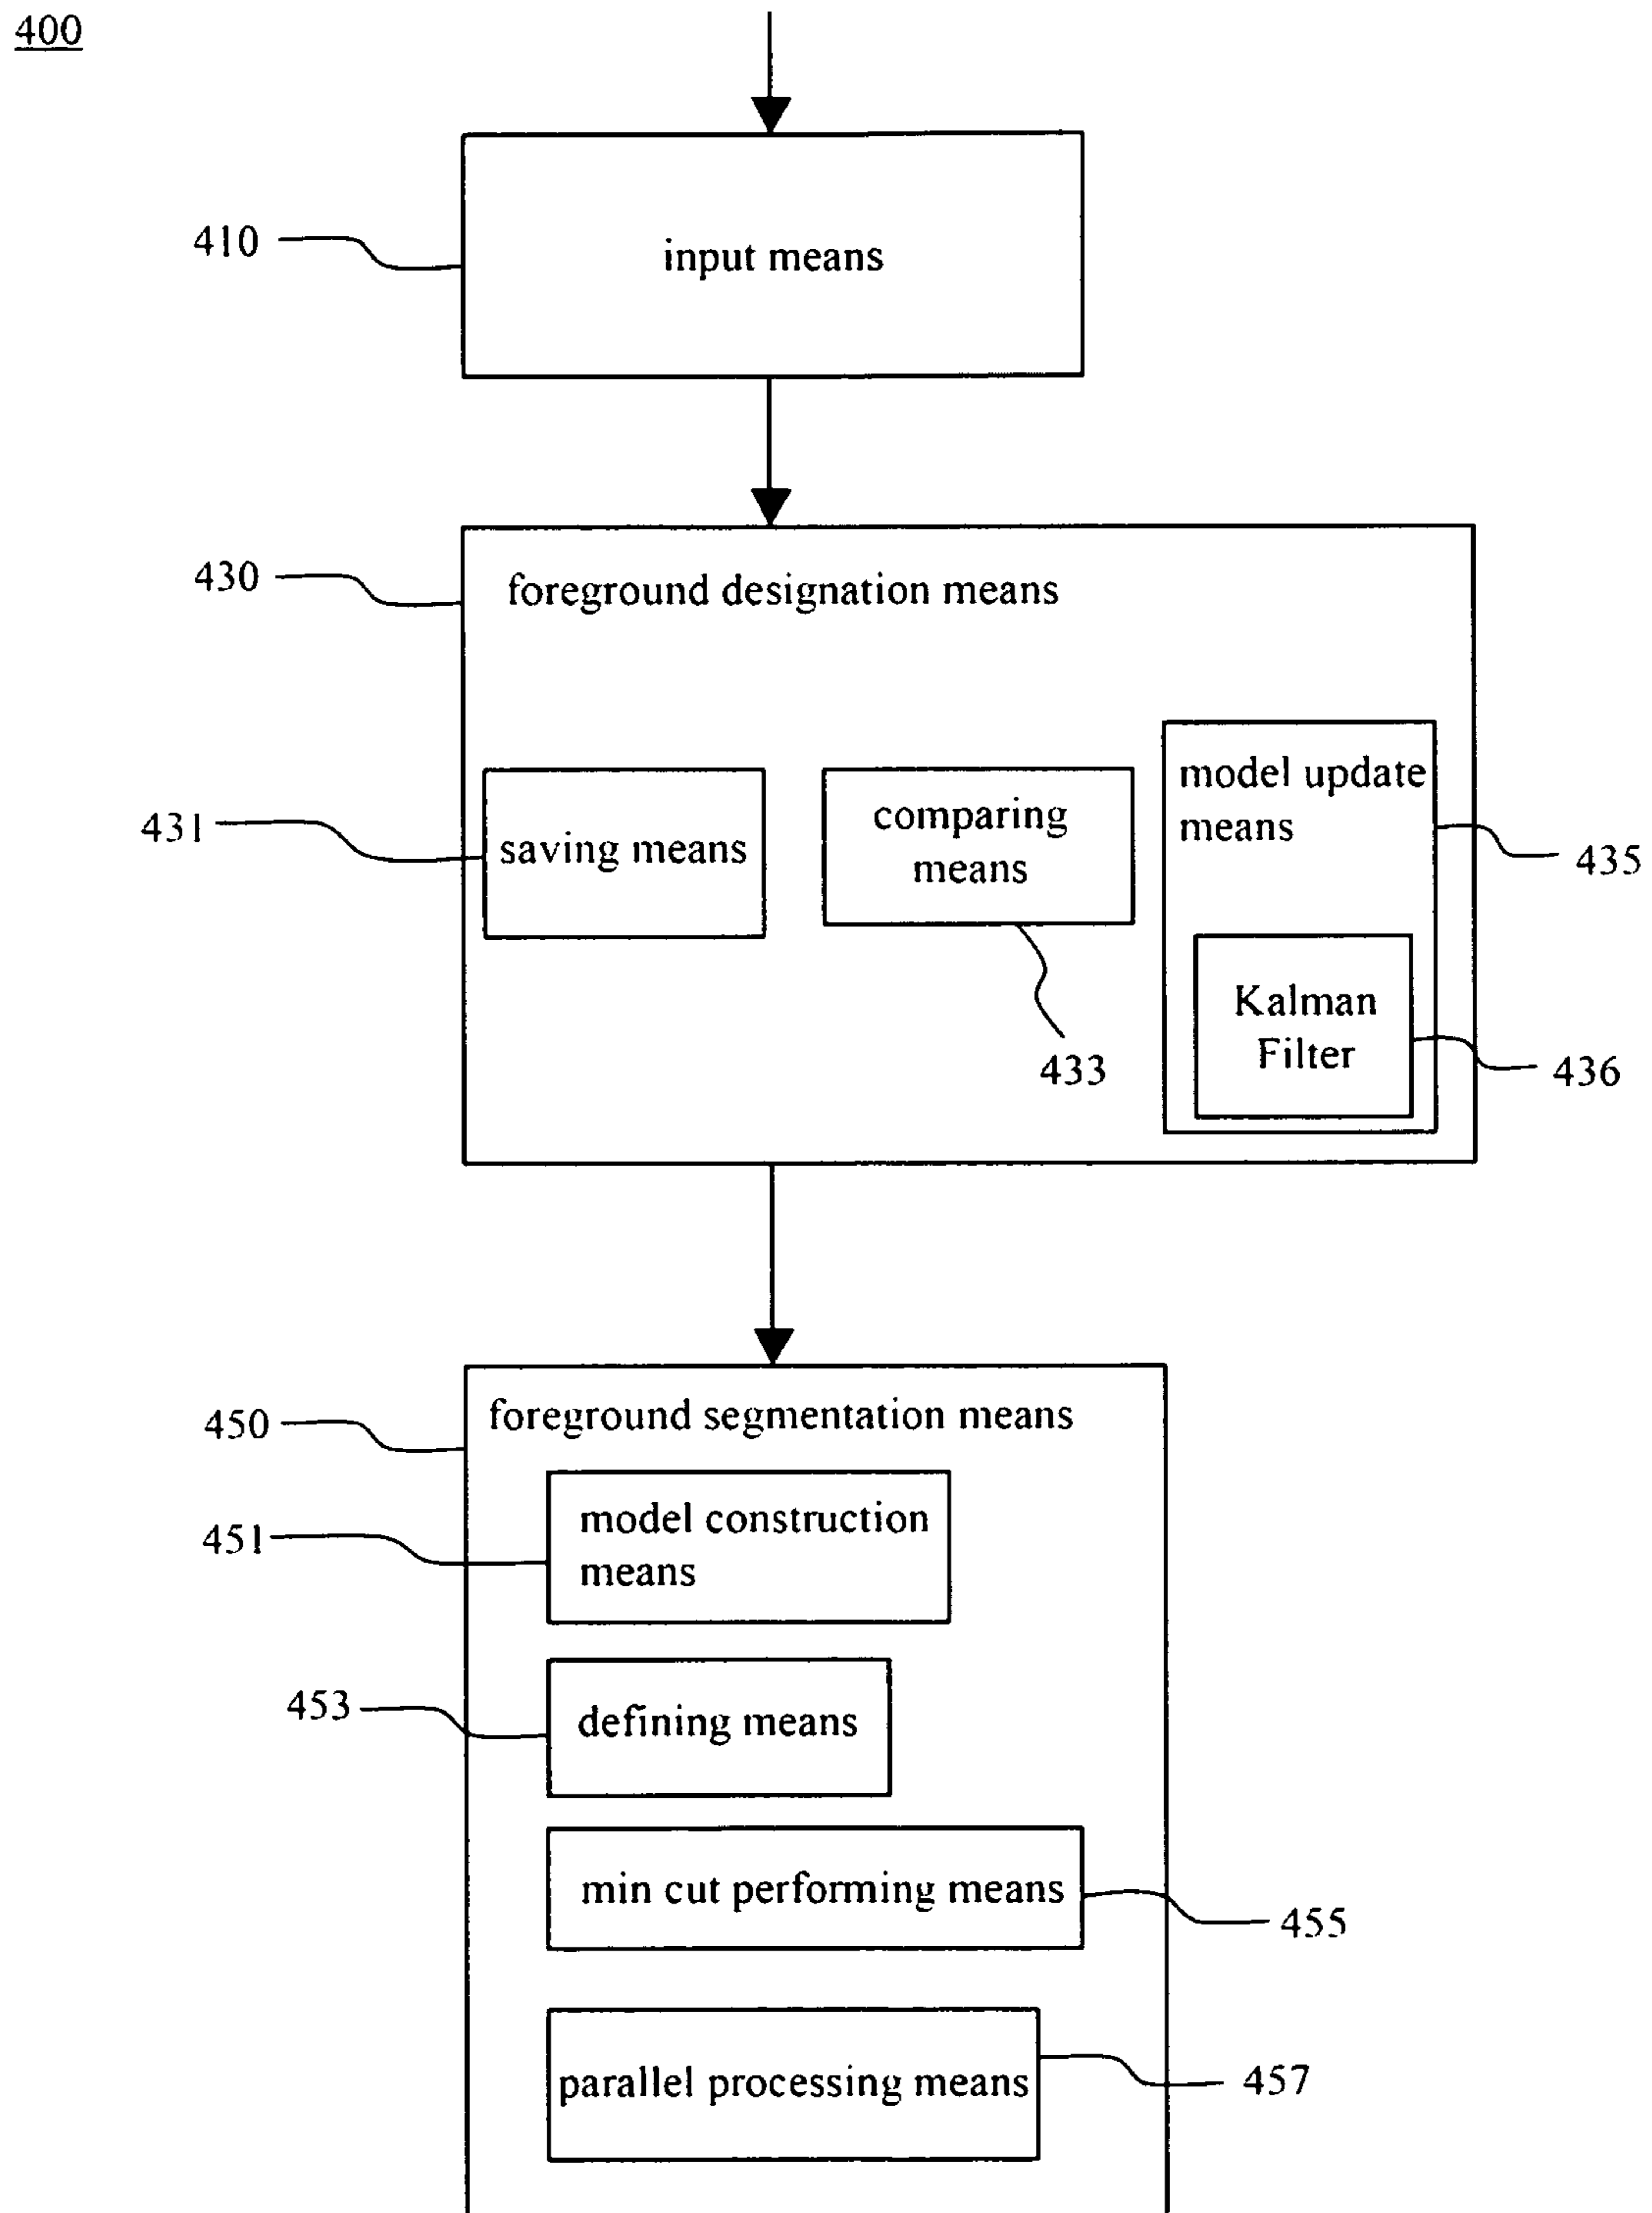 400
410
input means
430
foreground designation means
431
saving means
comparing
means
433
model update
means
435
Kalman
Filter
436
450
foreground segmentation means
451
model construction
means
453
defining means
min cut performing means
455
parallel processing means
457